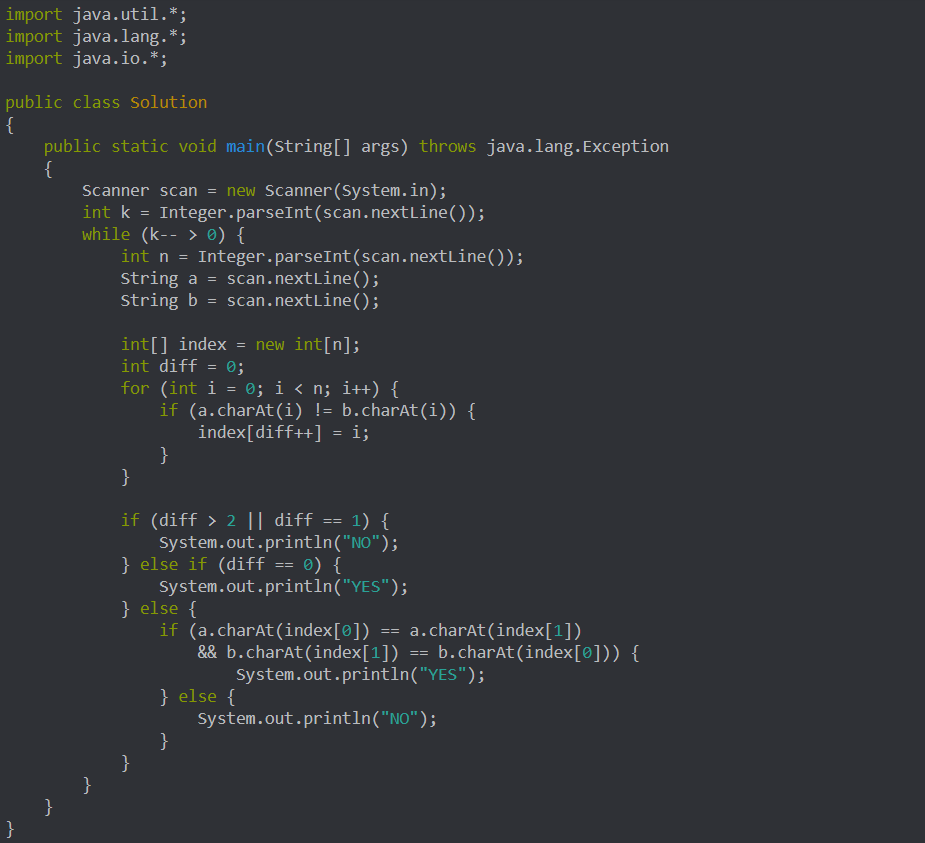 import java.util.*;
import java.lang.*;
import java.io.*;

public class Solution
{
    public static void main(String[] args) throws java.lang.Exception
    {
        Scanner scan = new Scanner(System.in);
        int k = Integer.parseInt(scan.nextLine());
        while (k-- > 0) {
            int n = Integer.parseInt(scan.nextLine());
            String a = scan.nextLine();
            String b = scan.nextLine();

            int[] index = new int[n];
            int diff = 0;
            for (int i = 0; i < n; i++) {
                if (a.charAt(i) != b.charAt(i)) {
                    index[diff++] = i;
                }
            }

            if (diff > 2 || diff == 1) {
                System.out.println("NO");
            } else if (diff == 0) {
                System.out.println("YES");
            } else {
                if (a.charAt(index[0]) == a.charAt(index[1])
                    && b.charAt(index[1]) == b.charAt(index[0])) {
                        System.out.println("YES");
                } else {
                    System.out.println("NO");
                }
            }
        }
    }
}